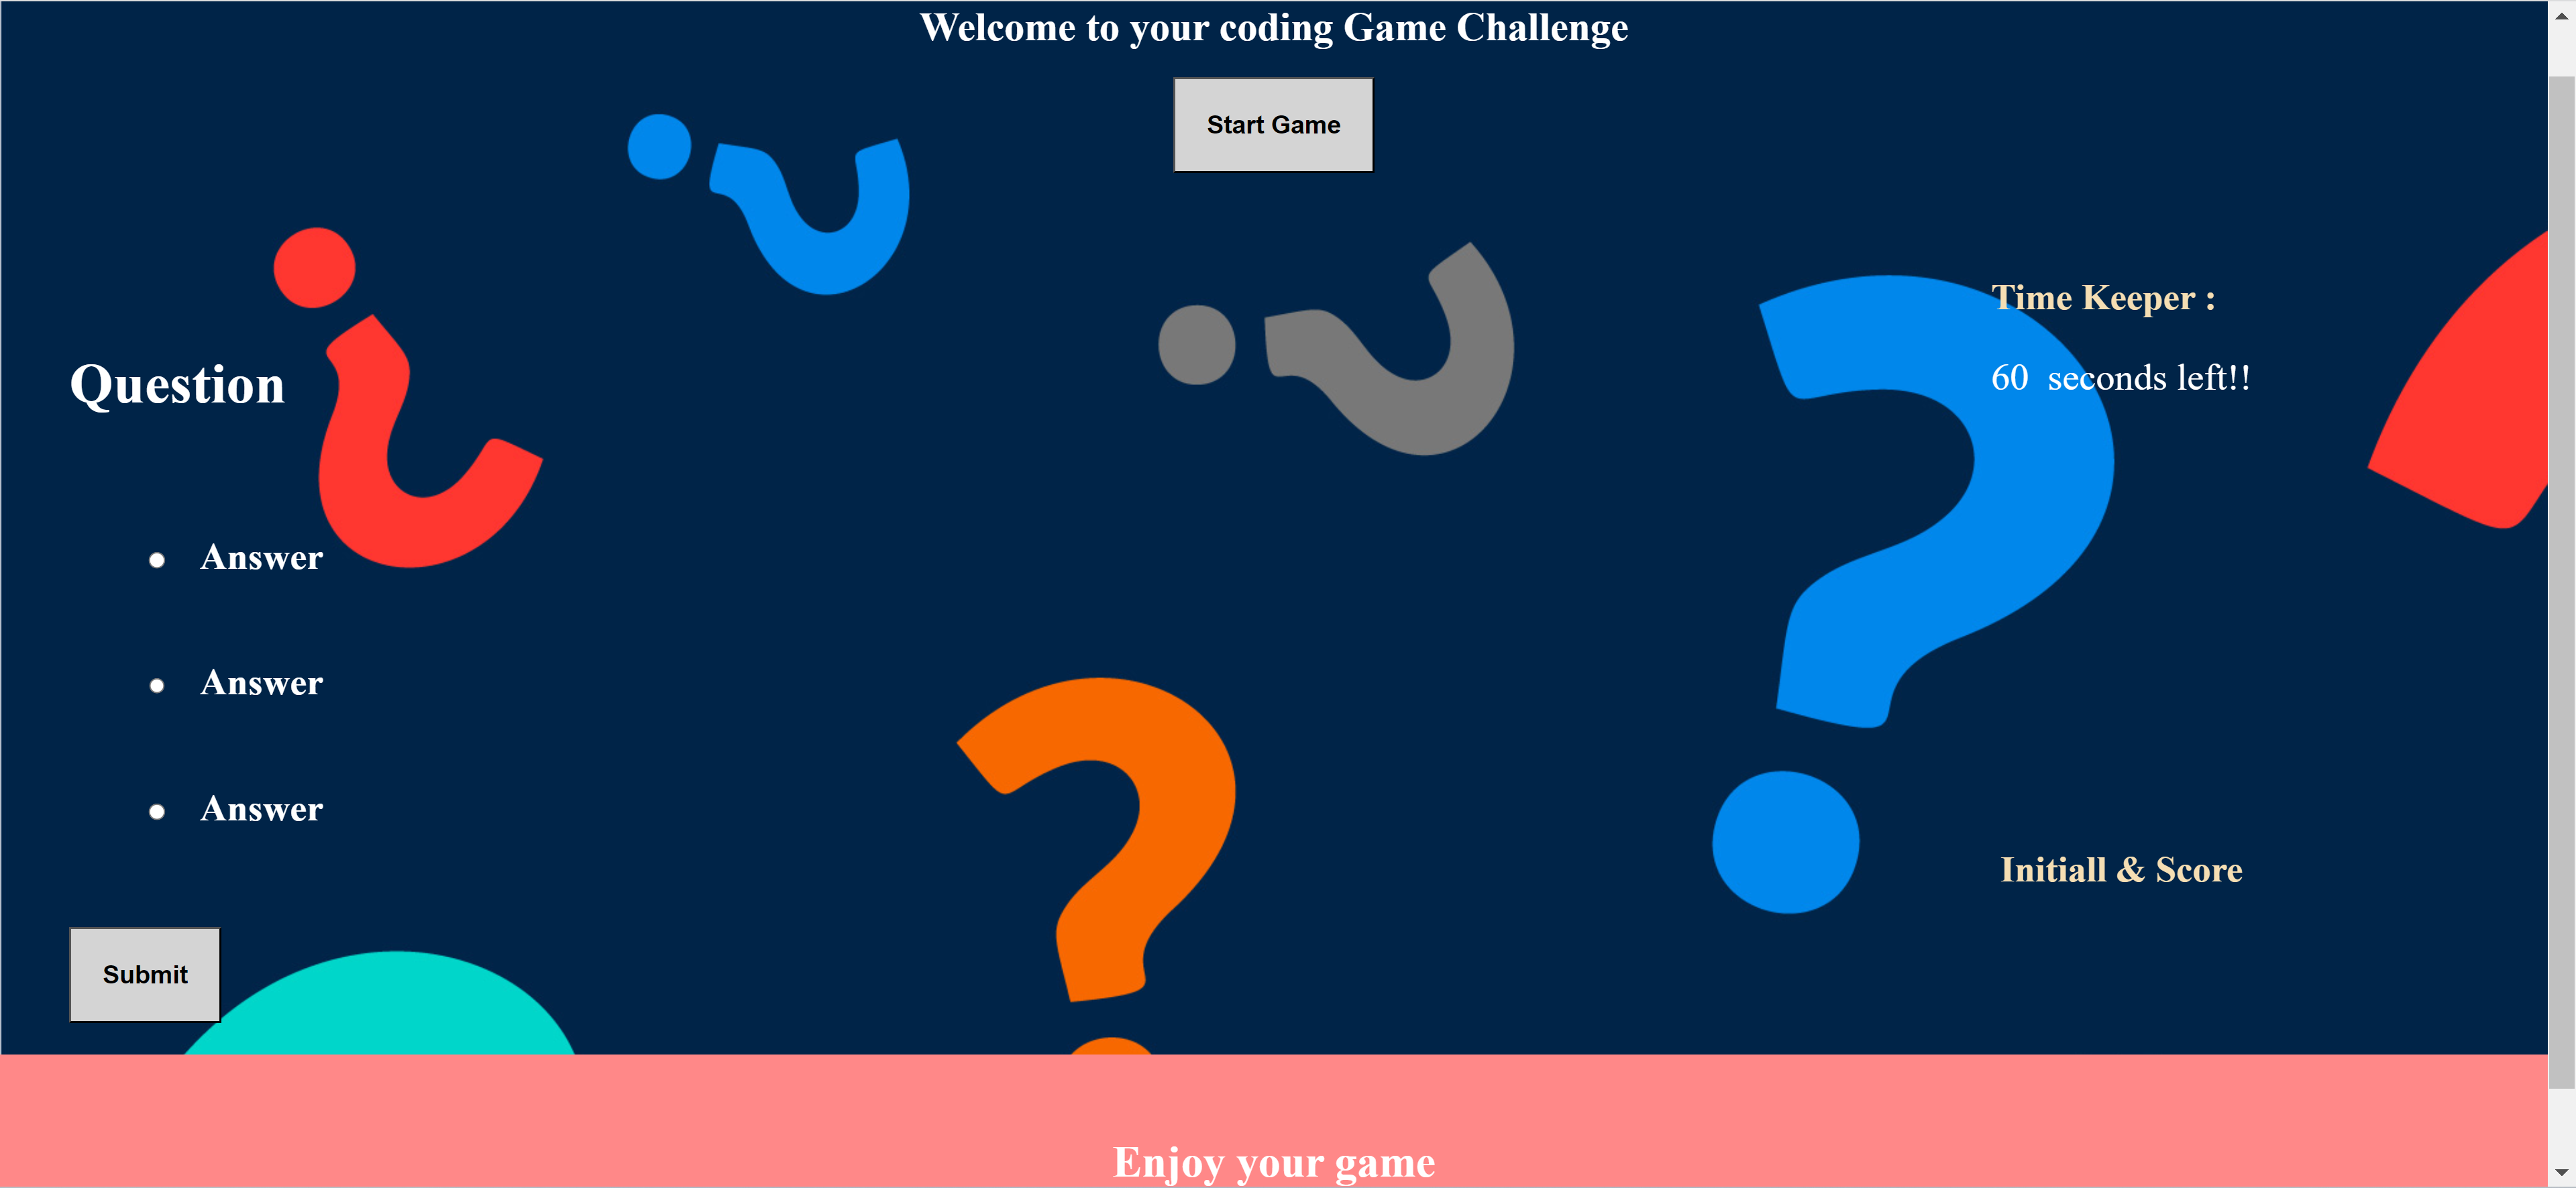 Welcome to your coding Game Challenge
Start Game
Time Keeper :
60 seconds left!!
Question
Answer
Answer
Answer
Initiall & Score
Submit
Enjoy your game